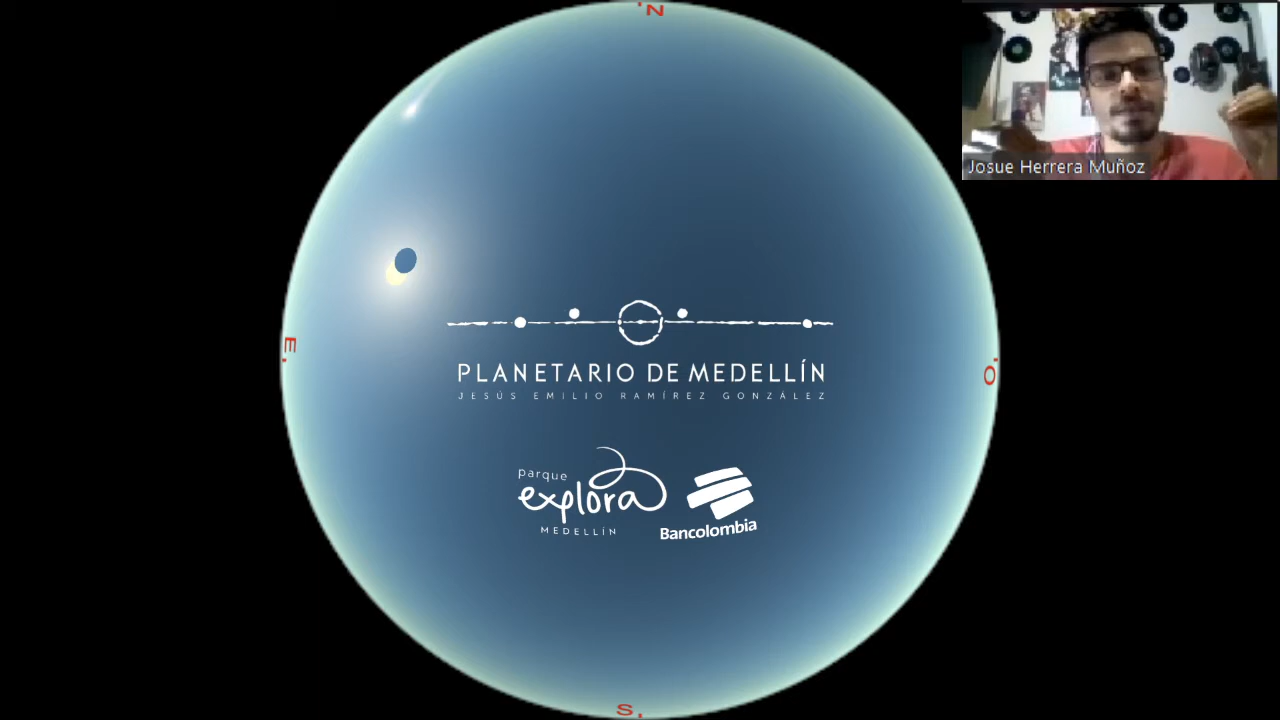 N.
Josue Herrera Muñoz
E.
O.
PLANETARIO DE MEDELLÍN
JESÚS EMILIO RAMÍREZ GONZÁLEZ
parque
explora
MEDELLÍN
Bancolombia
S.